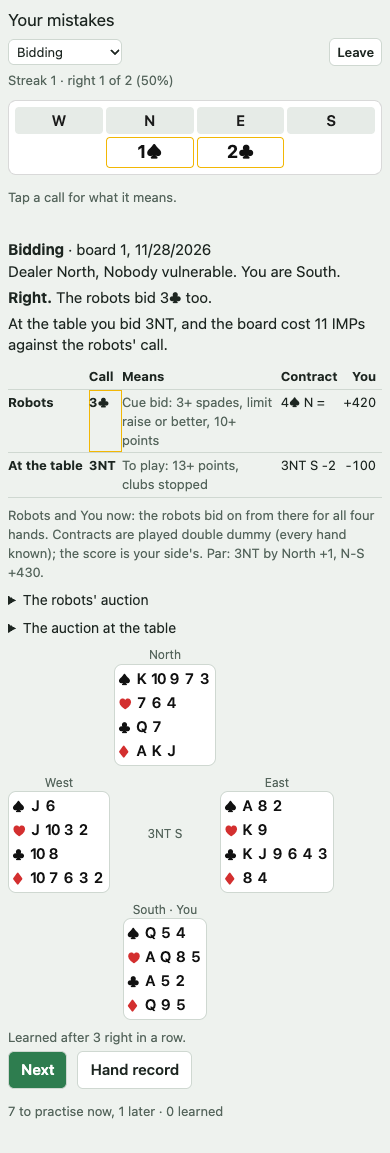 Your mistakes
Bidding Leave
Streak 1 · right 1 of 2 (50%)
W N E S
1♠ 2♣
Tap a call for what it means.
Bidding · board 1, 11/28/2026
Dealer North, Nobody vulnerable. You are South.
Right. The robots bid 3♣ too.
At the table you bid 3NT, and the board cost 11 IMPs
against the robots' call.
Call Means Contract You
Robots 3♣ Cue bid: 3+ spades, limit 4♠ N = +420
raise or better, 10+
points
At the table 3NT To play: 13+ points, 3NT S -2 -100
clubs stopped
Robots and You now: the robots bid on from there for all four
hands. Contracts are played double dummy (every hand
known); the score is your side's. Par: 3NT by North +1, N-S
+430.
▶ The robots' auction
▶ The auction at the table
North
♠ K 10 9 7 3
♥ 7 6 4
♣ Q 7
♦ A K J
West
♠ J 6
♥ J 10 3 2
♣ 10 8
♦ 10 7 6 3 2
3NT S
East
♠ A 8 2
♥ K 9
♣ K J 9 6 4 3
♦ 8 4
South · You
♠ Q 5 4
♥ A Q 8 5
♣ A 5 2
♦ Q 9 5
Learned after 3 right in a row.
Next Hand record
7 to practise now, 1 later · 0 learned